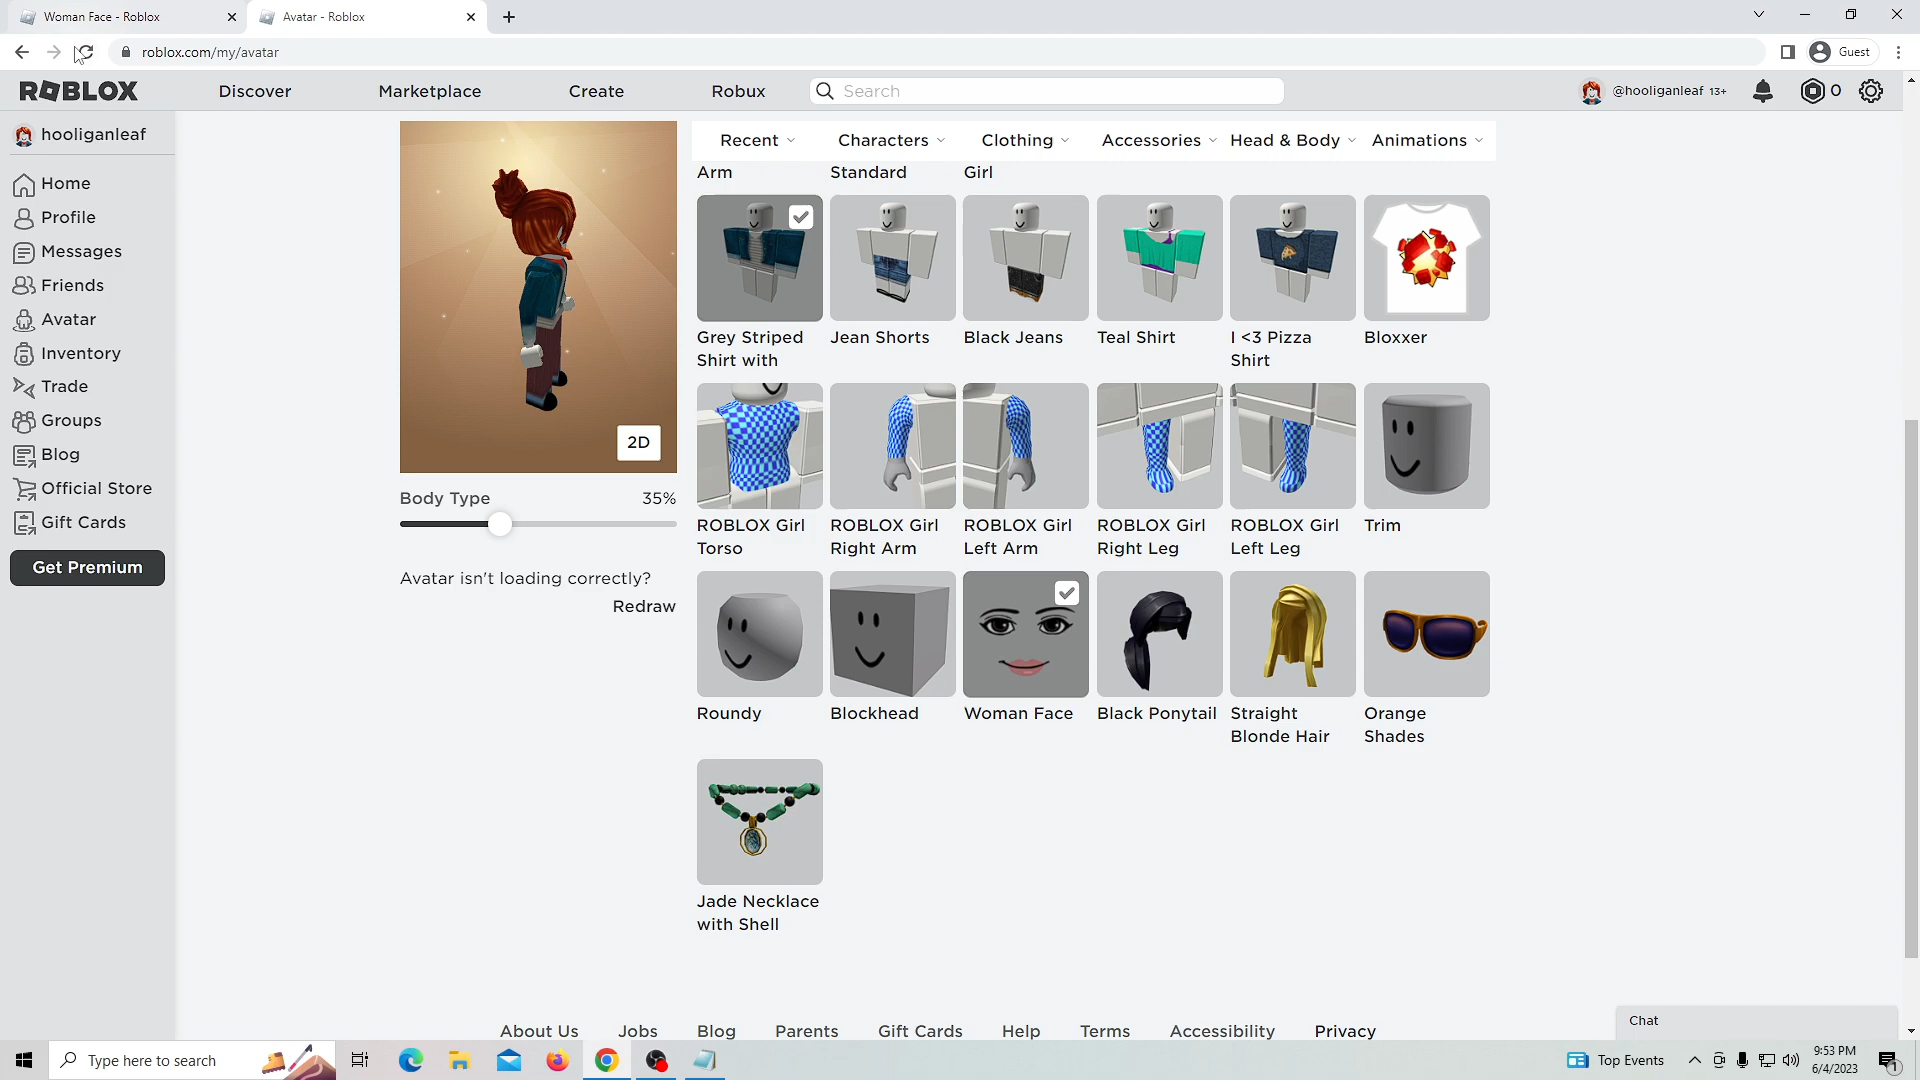 Woman Face - Roblox
Avatar - Roblox
roblox.com/my/avatar
Guest
ROBLOX
Discover
Marketplace
Create
Robux
Search
@hooliganleaf 13+
0
hooliganleaf
Home
Profile
Messages
Friends
Avatar
Inventory
Trade
Groups
Blog
Official Store
Gift Cards
Get Premium
2D
Body Type 35%
Avatar isn't loading correctly?
Redraw
Recent
Characters
Clothing
Accessories
Head & Body
Animations
Arm
Standard
Girl
Grey Striped
Shirt with
Jean Shorts
Black Jeans
Teal Shirt
I <3 Pizza
Shirt
Bloxxer
ROBLOX Girl
Torso
ROBLOX Girl
Right Arm
ROBLOX Girl
Left Arm
ROBLOX Girl
Right Leg
ROBLOX Girl
Left Leg
Trim
Roundy
Blockhead
Woman Face
Black Ponytail
Straight
Blonde Hair
Orange
Shades
Jade Necklace
with Shell
About Us
Jobs
Blog
Parents
Gift Cards
Help
Terms
Accessibility
Privacy
Chat
Type here to search
Top Events
9:53 PM
6/4/2023
1